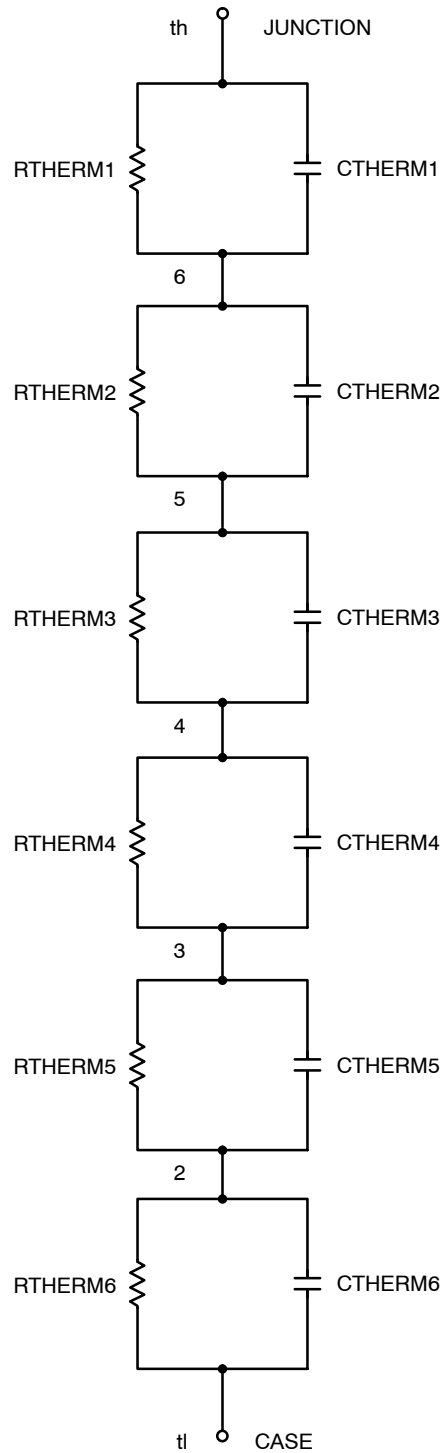 th JUNCTION
RTHERM1 CTHERM1
6
RTHERM2 CTHERM2
5
RTHERM3 CTHERM3
4
RTHERM4 CTHERM4
3
RTHERM5 CTHERM5
2
RTHERM6 CTHERM6
tl CASE